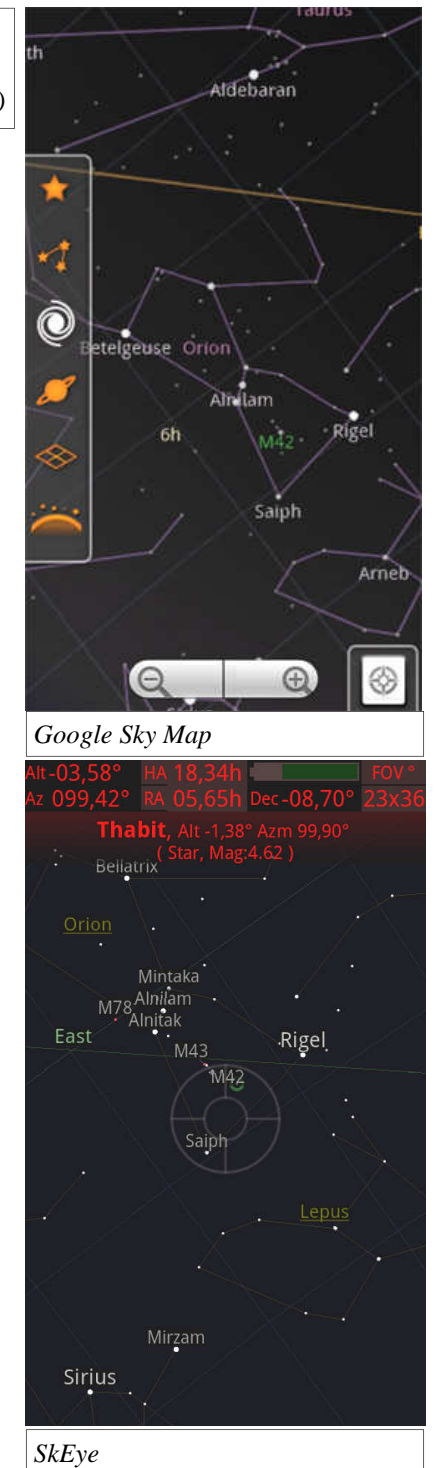 )
Taurus
th
Aldebaran
Betelgeuse Orion
Alnilam
6h
M42
Rigel
Saiph
Arneb
Google Sky Map
Alt -03,58° HA 18,34h FOV °
Az 099,42° RA 05,65h Dec -08,70° 23x36
Thabit, Alt -1,38° Azm 99,90°
( Star, Mag:4.62 )
Bellatrix
Orion
Mintaka
M78 Alnilam
Alnitak
East
Rigel
M43
M42
Saiph
Lepus
Mirzam
Sirius
SkEye